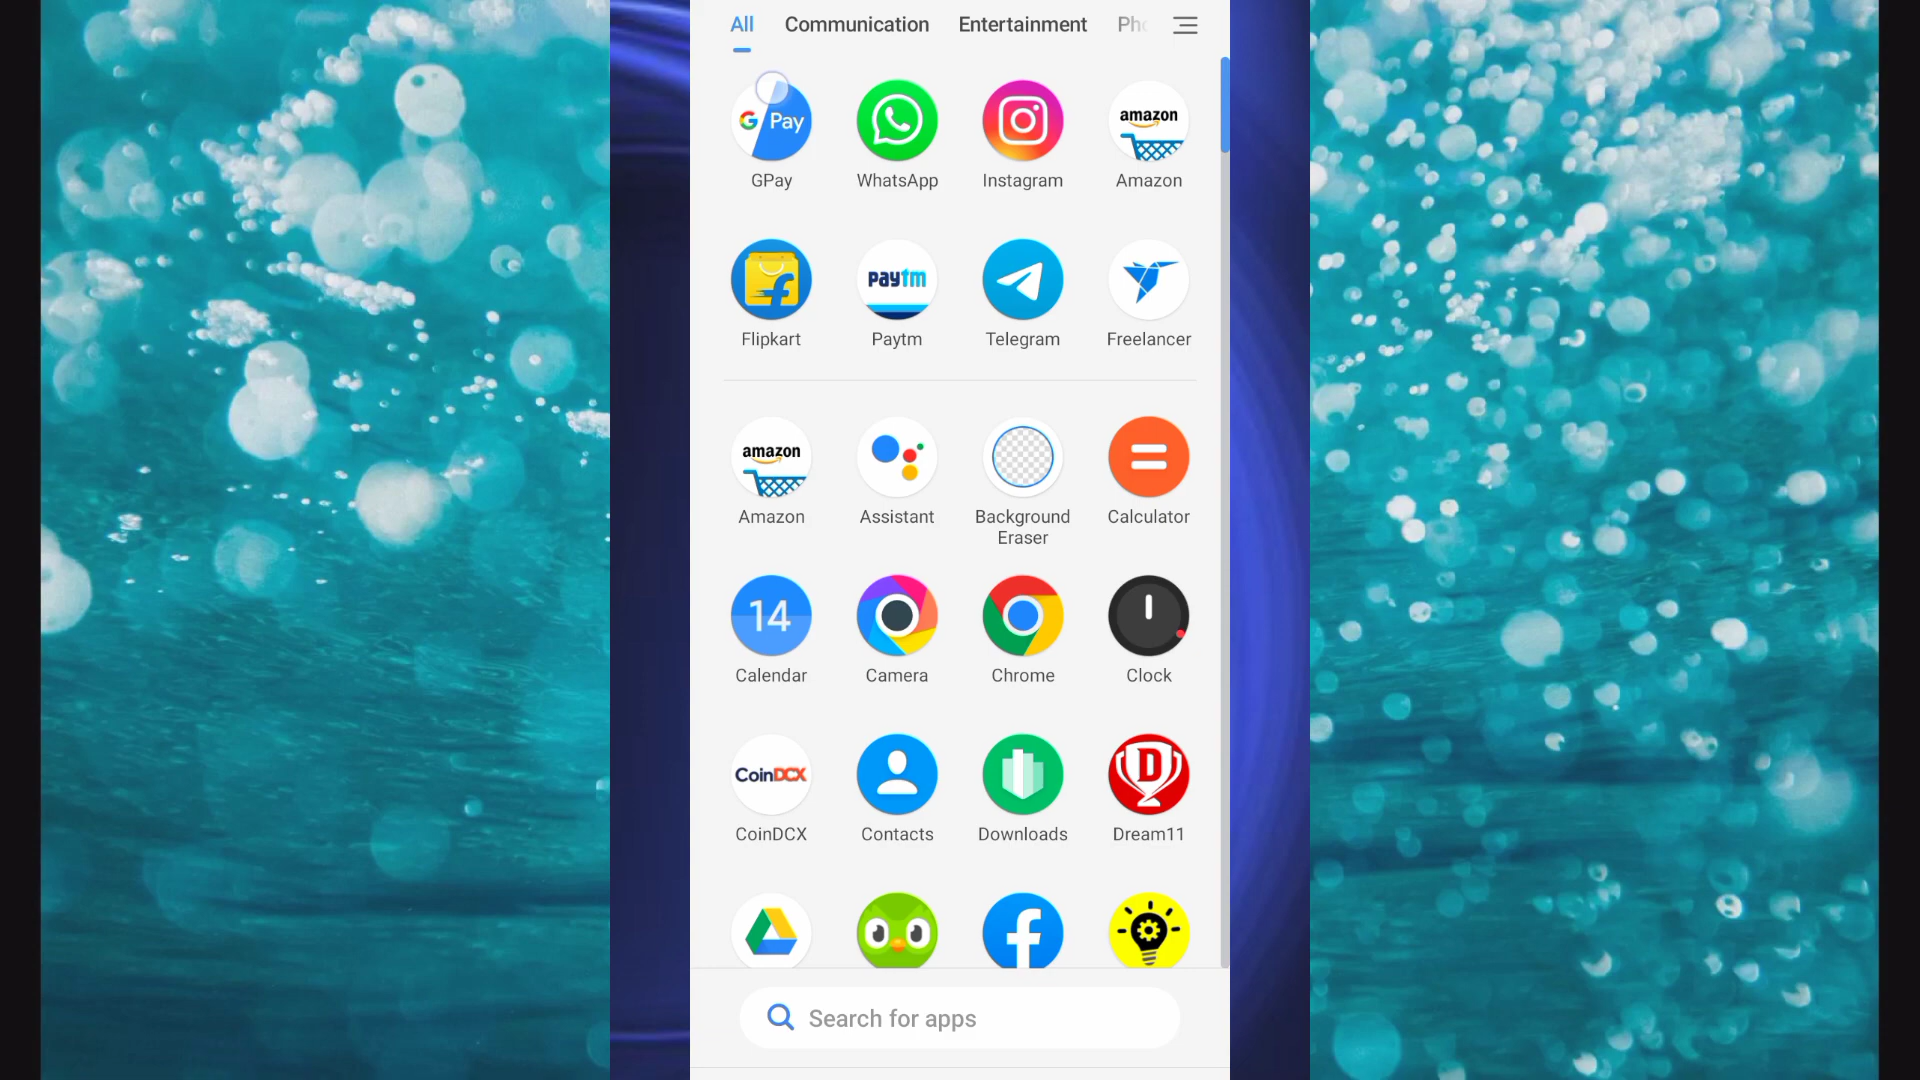 All Communication Entertainment Pho
G Pay amazon
GPay WhatsApp Instagram Amazon
f paytm
Flipkart Paytm Telegram Freelancer
amazon
Amazon Assistant Background Eraser Calculator
14
Calendar Camera Chrome Clock
CoinDCX D
CoinDCX Contacts Downloads Dream11
f
Search for apps